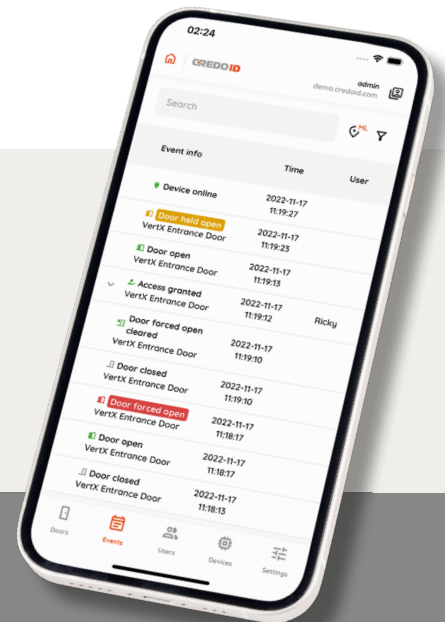 02:24
CREDOID
admin
demo.credoid.com
Search
ML
Event info Time User
Device online 2022-11-17
11:19:27
Door held open 2022-11-17
VertX Entrance Door 11:19:23
Door open 2022-11-17
VertX Entrance Door 11:19:13
Access granted 2022-11-17 Ricky
VertX Entrance Door 11:19:12
Door forced open 2022-11-17
cleared 11:19:10
VertX Entrance Door
Door closed 2022-11-17
VertX Entrance Door 11:19:10
Door forced open 2022-11-17
VertX Entrance Door 11:18:17
Door open 2022-11-17
VertX Entrance Door 11:18:17
Door closed 2022-11-17
VertX Entrance Door 11:18:13
Doors Events Users Devices Settings